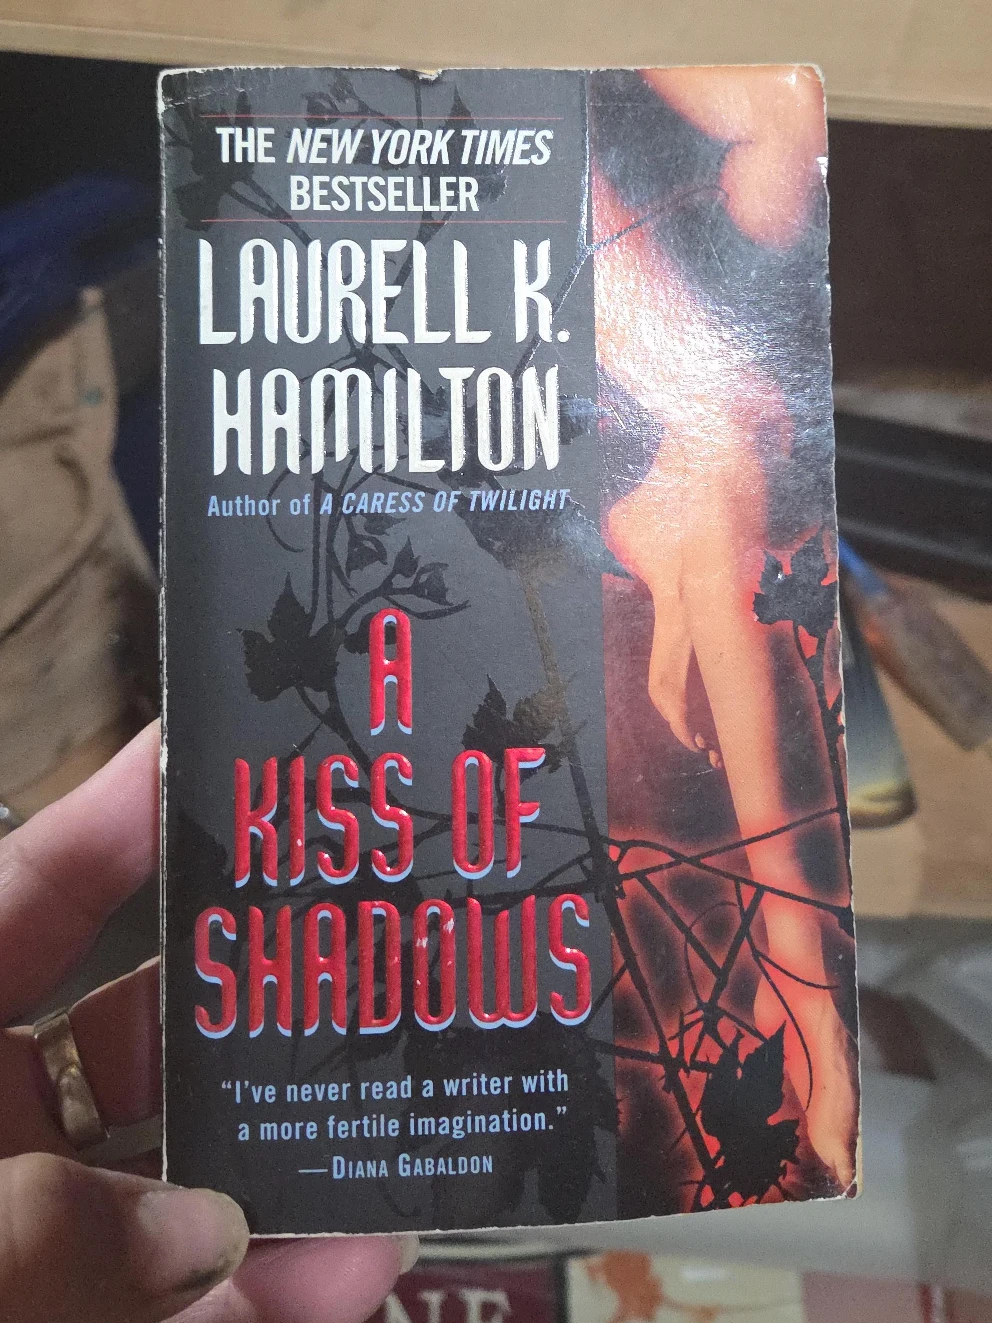 THE NEW YORK TIMES
BESTSELLER
LAURELL K.
HAMILTON
Author of A CARESS OF TWILIGHT
A
KISS OF
SHADOWS
“I've never read a writer with
a more fertile imagination.”
—DIANA GABALDON